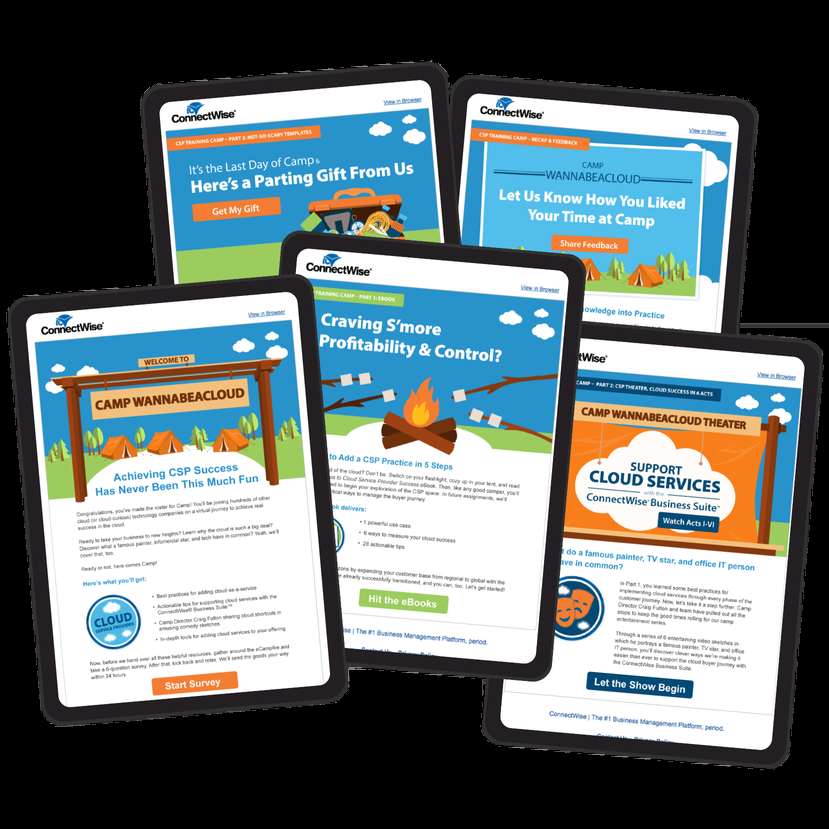 ConnectWise®
View in Browser
CSP TRAINING CAMP – PART 5: NOT-SO-SCARY TEMPLATES
It's the Last Day of Camp &
Here's a Parting Gift From Us
Get My Gift
ConnectWise®
View in Browser
CSP TRAINING CAMP – RECAP & FEEDBACK
CAMP
WANNABEACLOUD
Let Us Know How You Liked
Your Time at Camp
Share Feedback
nowledge into Practice
ConnectWise®
View in Browser
TRAINING CAMP – PART 1: EBOOK
Craving S'more
Profitability & Control?
to Add a CSP Practice in 5 Steps
of the cloud? Don't be. Switch on your flashlight, cozy up in your tent, and read
to Cloud Service Provider Success eBook. Then, like any good camper, you'll
to begin your exploration of the CSP space. In future assignments, we'll
ical ways to manage the buyer journey.
ook delivers:
• 1 powerful use case
• 6 ways to measure your cloud success
• 25 actionable tips
zons by expanding your customer base from regional to global with the
already successfully transitioned, and you can, too. Let's get started!
Hit the eBooks
Wise | The #1 Business Management Platform, period.
Contact Us Privacy Policy
ConnectWise®
View in Browser
WELCOME TO
CAMP WANNABEACLOUD
Achieving CSP Success
Has Never Been This Much Fun
Congratulations, you've made the roster for Camp! You'll be joining hundreds of other
cloud (or cloud curious) technology companies on a virtual journey to achieve real
success in the cloud.
Ready to take your business to new heights? Learn why the cloud is such a big deal?
Discover what a famous painter, infomercial star, and tech have in common? Yeah, we'll
cover that, too.
Ready or not, here comes Camp!
Here's what you'll get:
CLOUD
SERVICE PROVIDER
• Best practices for adding cloud-as-a-service
• Actionable tips for supporting cloud services with the
ConnectWise® Business Suite™
• Camp Director Craig Fulton sharing cloud shortcuts in
amusing comedy sketches
• In-depth tools for adding cloud services to your offering
Now, before we hand over all these helpful resources, gather around the eCampfire and
take a 6-question survey. After that, kick back and relax. We'll send the goods your way
within 24 hours.
Start Survey
Wise®
View in Browser
CAMP – PART 2: CSP THEATER, CLOUD SUCCESS IN 6 ACTS
CAMP WANNABEACLOUD THEATER
SUPPORT
CLOUD SERVICES
with the
ConnectWise® Business Suite™
Watch Acts I-VI
t do a famous painter, TV star, and office IT person
ave in common?
In Part 1, you learned some best practices for
implementing cloud services through every phase of the
customer journey. Now, let's take it a step further. Camp
Director Craig Fulton and team have pulled out all the
stops to keep the good times rolling for our camp
entertainment series.
Through a series of 6 entertaining video sketches in
which he portrays a famous painter, TV star, and office
IT person, you'll discover clever ways we're making it
easier than ever to support the cloud buyer journey with
the ConnectWise Business Suite.
Let the Show Begin
ConnectWise | The #1 Business Management Platform, period.
Contact Us Privacy Policy